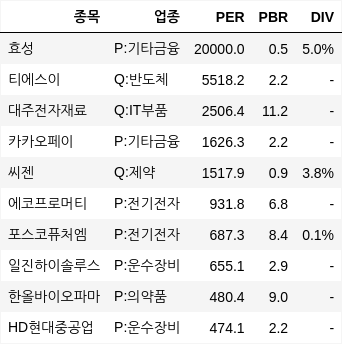 종목 업종 PER PBR DIV
효성 P:기타금융 20000.0 0.5 5.0%
티에스이 Q:반도체 5518.2 2.2 -
대주전자재료 Q:IT부품 2506.4 11.2 -
카카오페이 P:기타금융 1626.3 2.2 -
씨젠 Q:제약 1517.9 0.9 3.8%
에코프로머티 P:전기전자 931.8 6.8 -
포스코퓨처엠 P:전기전자 687.3 8.4 0.1%
일진하이솔루스 P:운수장비 655.1 2.9 -
한올바이오파마 P:의약품 480.4 9.0 -
HD현대중공업 P:운수장비 474.1 2.2 -